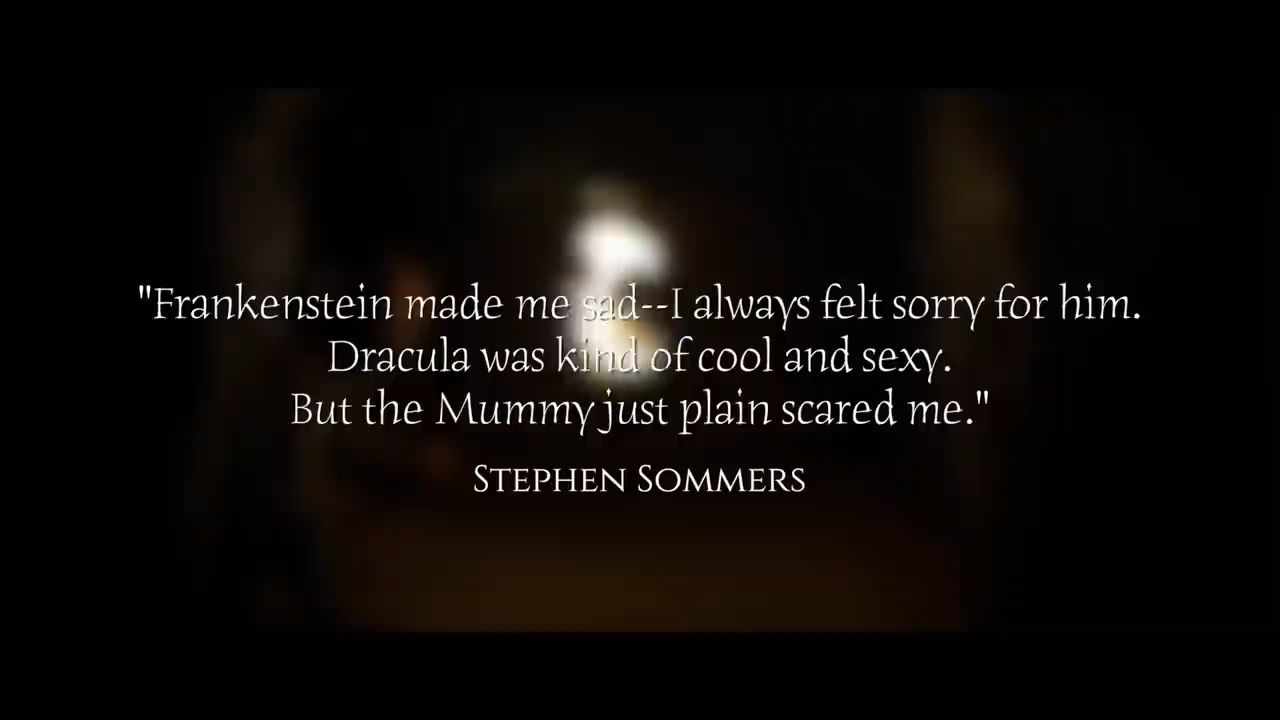 "Frankenstein made me sad--I always felt sorry for him.
Dracula was kind of cool and sexy.
But the Mummy just plain scared me."
STEPHEN SOMMERS